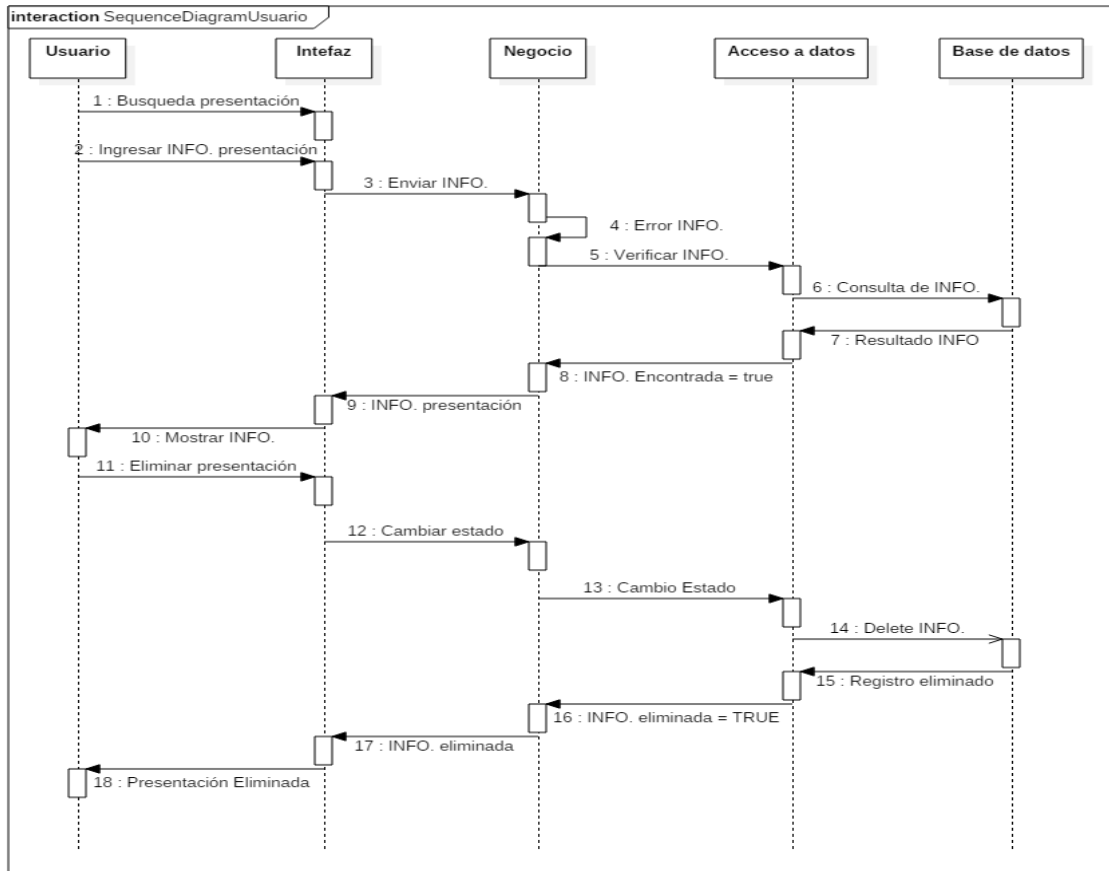 interaction SequenceDiagramUsuario
Usuario
Intefaz
Negocio
Acceso a datos
Base de datos
1 : Busqueda presentación
2 : Ingresar INFO. presentación
3 : Enviar INFO.
4 : Error INFO.
5 : Verificar INFO.
6 : Consulta de INFO.
7 : Resultado INFO
8 : INFO. Encontrada = true
9 : INFO. presentación
10 : Mostrar INFO.
11 : Eliminar presentación
12 : Cambiar estado
13 : Cambio Estado
14 : Delete INFO.
15 : Registro eliminado
16 : INFO. eliminada = TRUE
17 : INFO. eliminada
18 : Presentación Eliminada